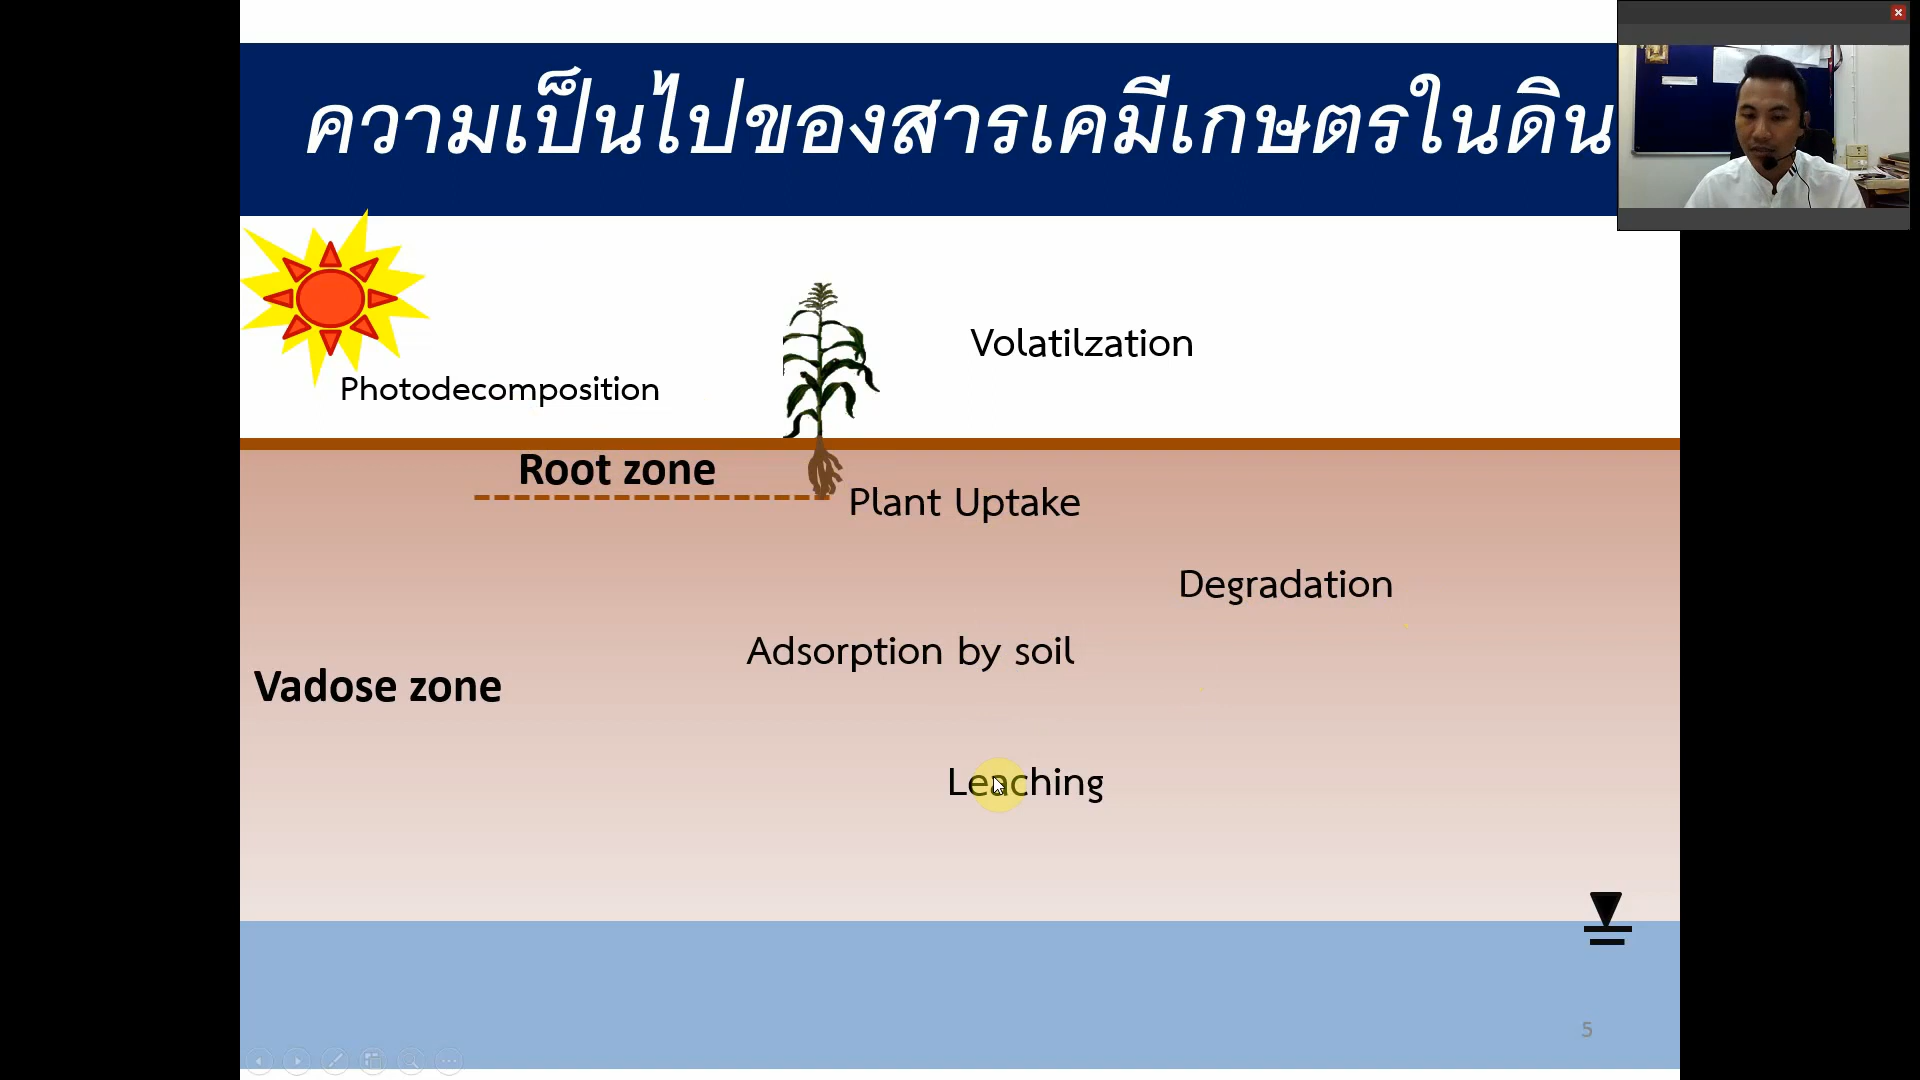 ความเป็นไปของสารเคมีเกษตรในดิน
Volatilzation
Photodecomposition
Root zone
Plant Uptake
Degradation
Adsorption by soil
Vadose zone
Leaching
5